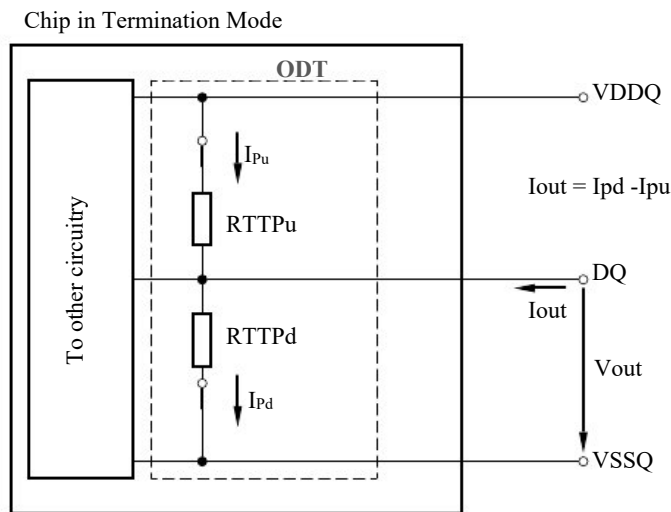 Chip in Termination Mode
ODT
VDDQ
IPu
Iout = Ipd -Ipu
RTTPu
To other circuitry
DQ
Iout
RTTPd
Vout
IPd
VSSQ